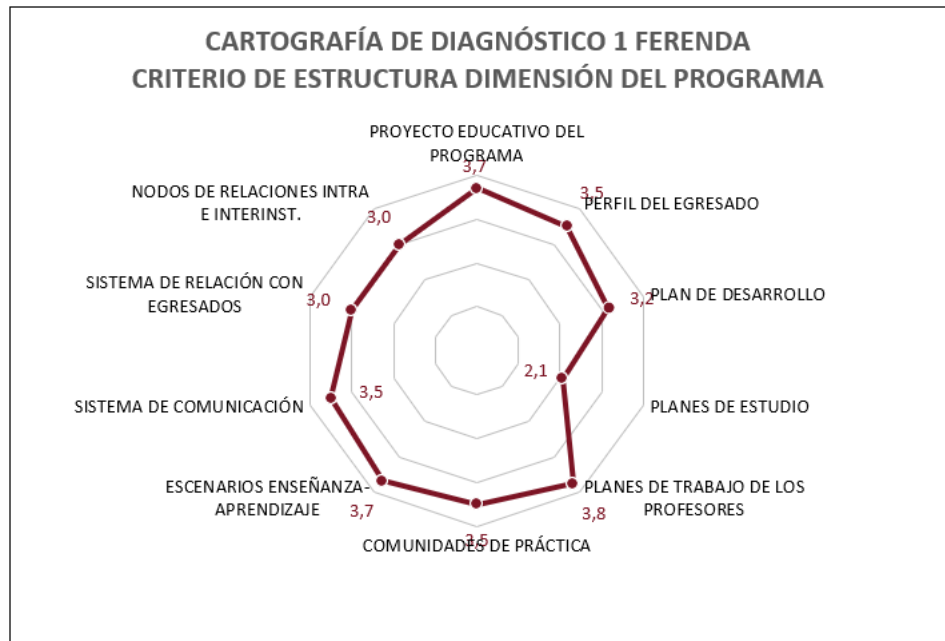 CARTOGRAFÍA DE DIAGNÓSTICO 1 FERENDA
CRITERIO DE ESTRUCTURA DIMENSIÓN DEL PROGRAMA
PROYECTO EDUCATIVO DEL
PROGRAMA
3,7
3,5
PERFIL DEL EGRESADO
3,2
PLAN DE DESARROLLO
2,1
PLANES DE ESTUDIO
PLANES DE TRABAJO DE LOS
PROFESORES
3,8
COMUNIDADES DE PRÁCTICA
3,5
ESCENARIOS ENSEÑANZA-
APRENDIZAJE
3,7
SISTEMA DE COMUNICACIÓN
3,5
SISTEMA DE RELACIÓN CON
EGRESADOS
3,0
NODOS DE RELACIONES INTRA
E INTERINST.
3,0